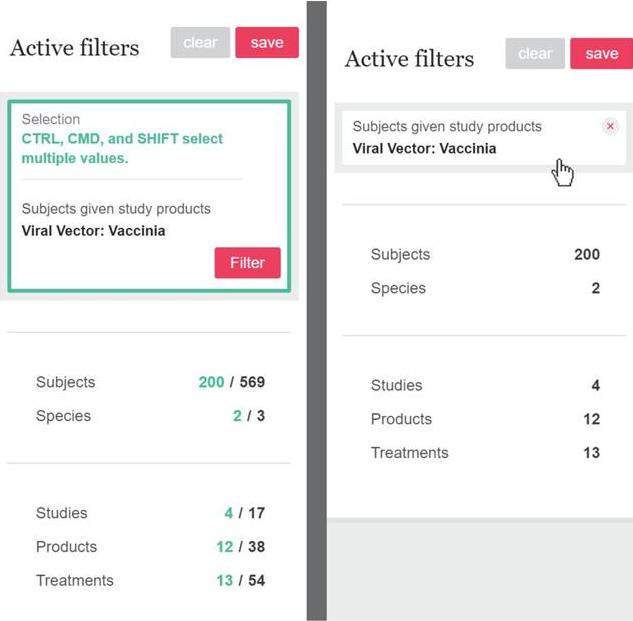 Active filters
clear
save
Selection
CTRL, CMD, and SHIFT select
multiple values.
Subjects given study products
Viral Vector: Vaccinia
Filter
Subjects 200 / 569
Species 2 / 3
Studies 4 / 17
Products 12 / 38
Treatments 13 / 54
Active filters
clear
save
Subjects given study products
×
Viral Vector: Vaccinia
Subjects 200
Species 2
Studies 4
Products 12
Treatments 13